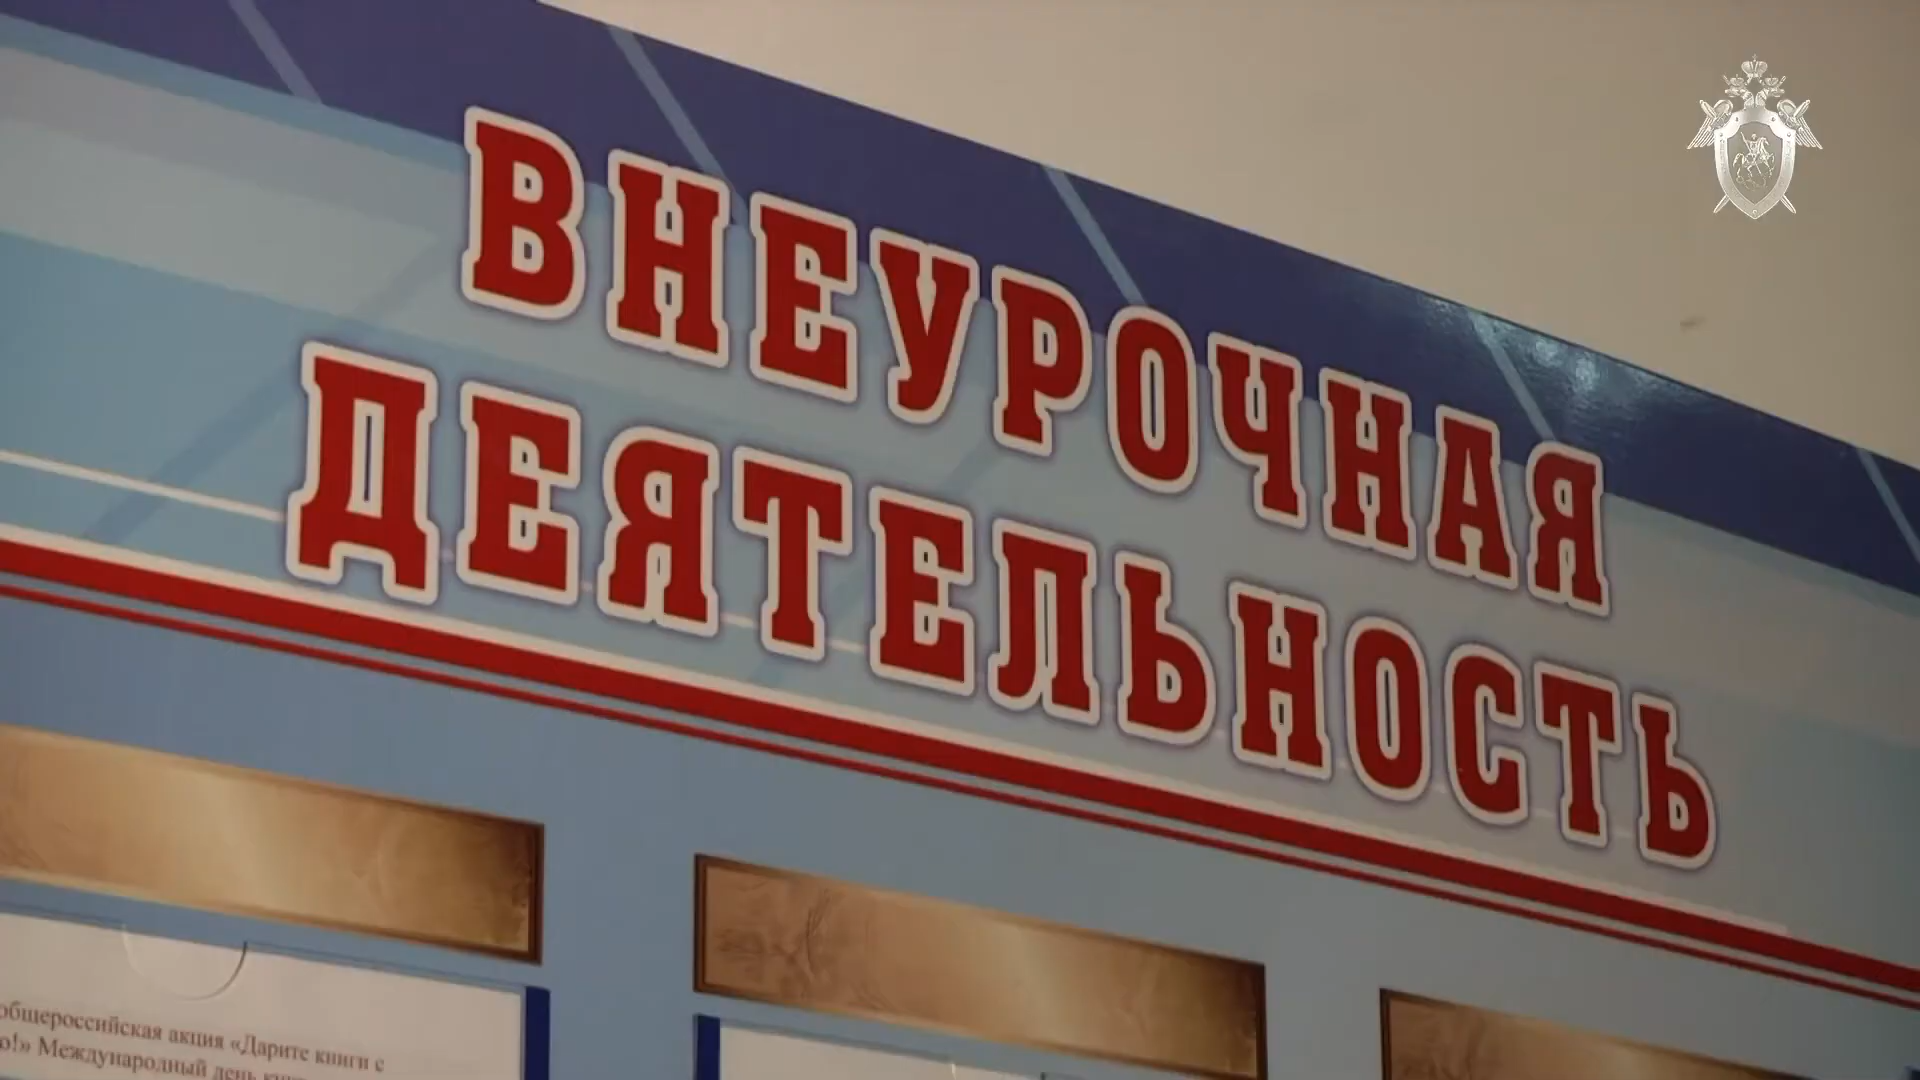 ВНЕУРОЧНАЯ
ДЕЯТЕЛЬНОСТЬ
общероссийская акция «Дарите книги с
о!» Международный день